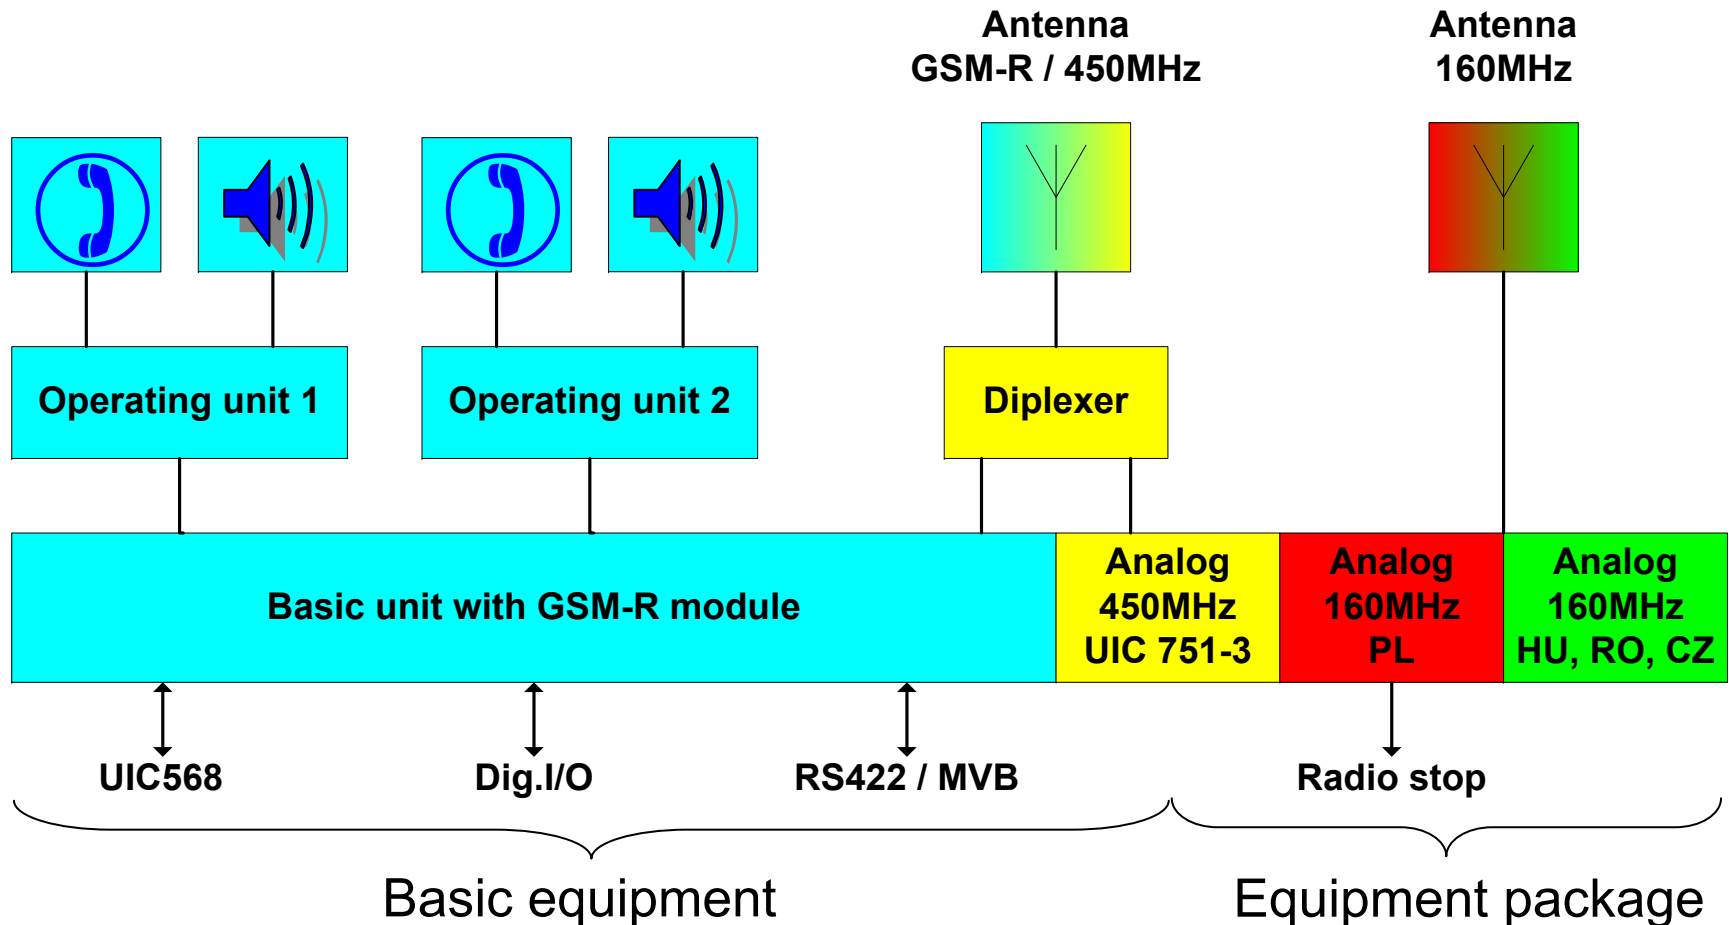 Antenna
GSM-R / 450MHz
Antenna
160MHz
Operating unit 1
Operating unit 2
Diplexer
Basic unit with GSM-R module
Analog
450MHz
UIC 751-3
Analog
160MHz
PL
Analog
160MHz
HU, RO, CZ
UIC568
Dig.I/O
RS422 / MVB
Radio stop
Basic equipment
Equipment package